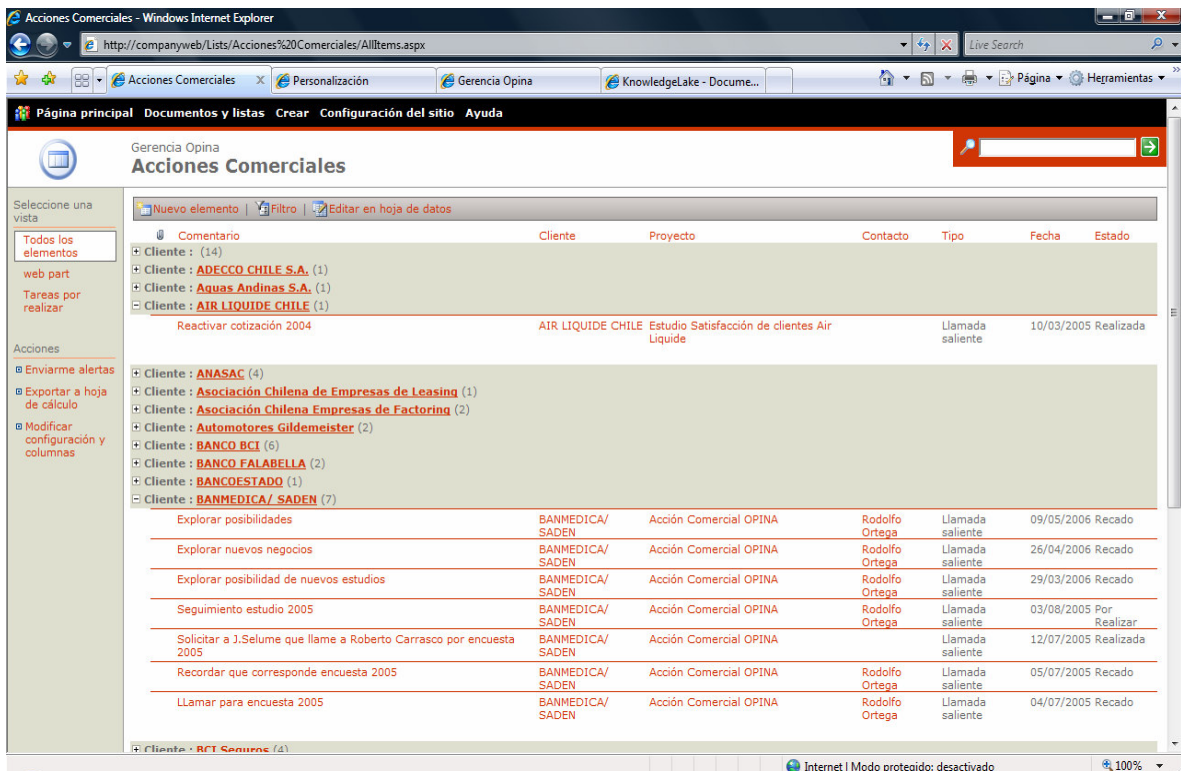 Acciones Comerciales - Windows Internet Explorer
http://companyweb/Lists/Acciones%20Comerciales/AllItems.aspx
Live Search
Acciones Comerciales
Personalización
Gerencia Opina
KnowledgeLake - Docume...
Página
Herramientas
Página principal Documentos y listas Crear Configuración del sitio Ayuda
Gerencia Opina
Acciones Comerciales
Seleccione una
vista
Todos los
elementos
web part
Tareas por
realizar
Acciones
Enviarme alertas
Exportar a hoja
de cálculo
Modificar
configuración y
columnas
Nuevo elemento | Filtro | Editar en hoja de datos
Comentario Cliente Proyecto Contacto Tipo Fecha Estado
Cliente : (14)
Cliente : ADECCO CHILE S.A. (1)
Cliente : Aguas Andinas S.A. (1)
Cliente : AIR LIQUIDE CHILE (1)
Reactivar cotización 2004 AIR LIQUIDE CHILE Estudio Satisfacción de clientes Air Llamada 10/03/2005 Realizada
Liquide saliente
Cliente : ANASAC (4)
Cliente : Asociación Chilena de Empresas de Leasing (1)
Cliente : Asociación Chilena Empresas de Factoring (2)
Cliente : Automotores Gildemeister (2)
Cliente : BANCO BCI (6)
Cliente : BANCO FALABELLA (2)
Cliente : BANCOESTADO (1)
Cliente : BANMEDICA/ SADEN (7)
Explorar posibilidades BANMEDICA/ Acción Comercial OPINA Rodolfo Llamada 09/05/2006 Recado
SADEN Ortega saliente
Explorar nuevos negocios BANMEDICA/ Acción Comercial OPINA Rodolfo Llamada 26/04/2006 Recado
SADEN Ortega saliente
Explorar posibilidad de nuevos estudios BANMEDICA/ Acción Comercial OPINA Rodolfo Llamada 29/03/2006 Recado
SADEN Ortega saliente
Seguimiento estudio 2005 BANMEDICA/ Acción Comercial OPINA Rodolfo Llamada 03/08/2005 Por
SADEN Ortega saliente Realizar
Solicitar a J.Selume que llame a Roberto Carrasco por encuesta BANMEDICA/ Acción Comercial OPINA Llamada 12/07/2005 Realizada
2005 SADEN saliente
Recordar que corresponde encuesta 2005 BANMEDICA/ Acción Comercial OPINA Rodolfo Llamada 05/07/2005 Recado
SADEN Ortega saliente
LLamar para encuesta 2005 BANMEDICA/ Acción Comercial OPINA Rodolfo Llamada 04/07/2005 Recado
SADEN Ortega saliente
Cliente : BCI Seguros (4)
Internet | Modo protegido: desactivado
100%